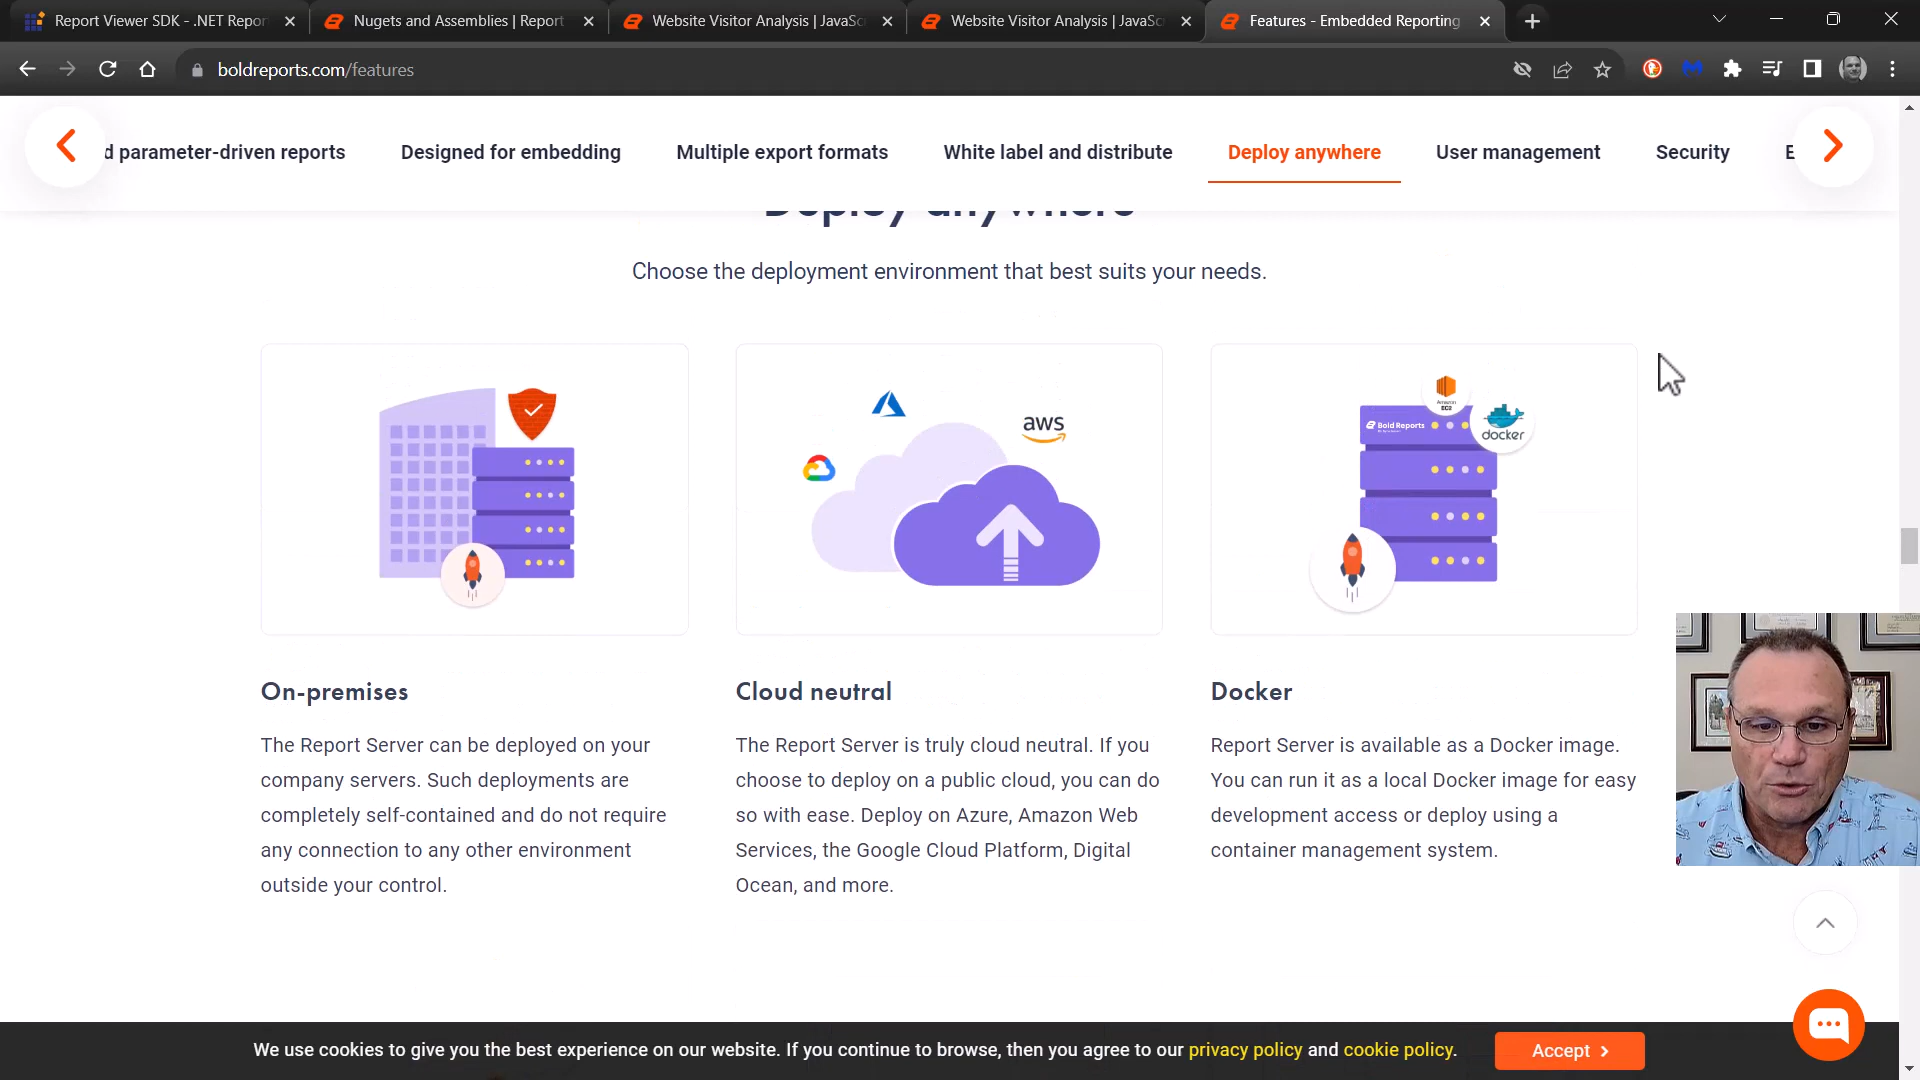 Report Viewer SDK - .NET Repor
Nugets and Assemblies | Report
Website Visitor Analysis | JavaSc
Website Visitor Analysis | JavaSc
Features - Embedded Reporting
boldreports.com/features
d parameter-driven reports
Designed for embedding
Multiple export formats
White label and distribute
Deploy anywhere
User management
Security
E
Deploy anywhere
Choose the deployment environment that best suits your needs.
aws
Amazon
EC2
Bold Reports
docker
On-premises
The Report Server can be deployed on your
company servers. Such deployments are
completely self-contained and do not require
any connection to any other environment
outside your control.
Cloud neutral
The Report Server is truly cloud neutral. If you
choose to deploy on a public cloud, you can do
so with ease. Deploy on Azure, Amazon Web
Services, the Google Cloud Platform, Digital
Ocean, and more.
Docker
Report Server is available as a Docker image.
You can run it as a local Docker image for easy
development access or deploy using a
container management system.
We use cookies to give you the best experience on our website. If you continue to browse, then you agree to our privacy policy and cookie policy.
Accept